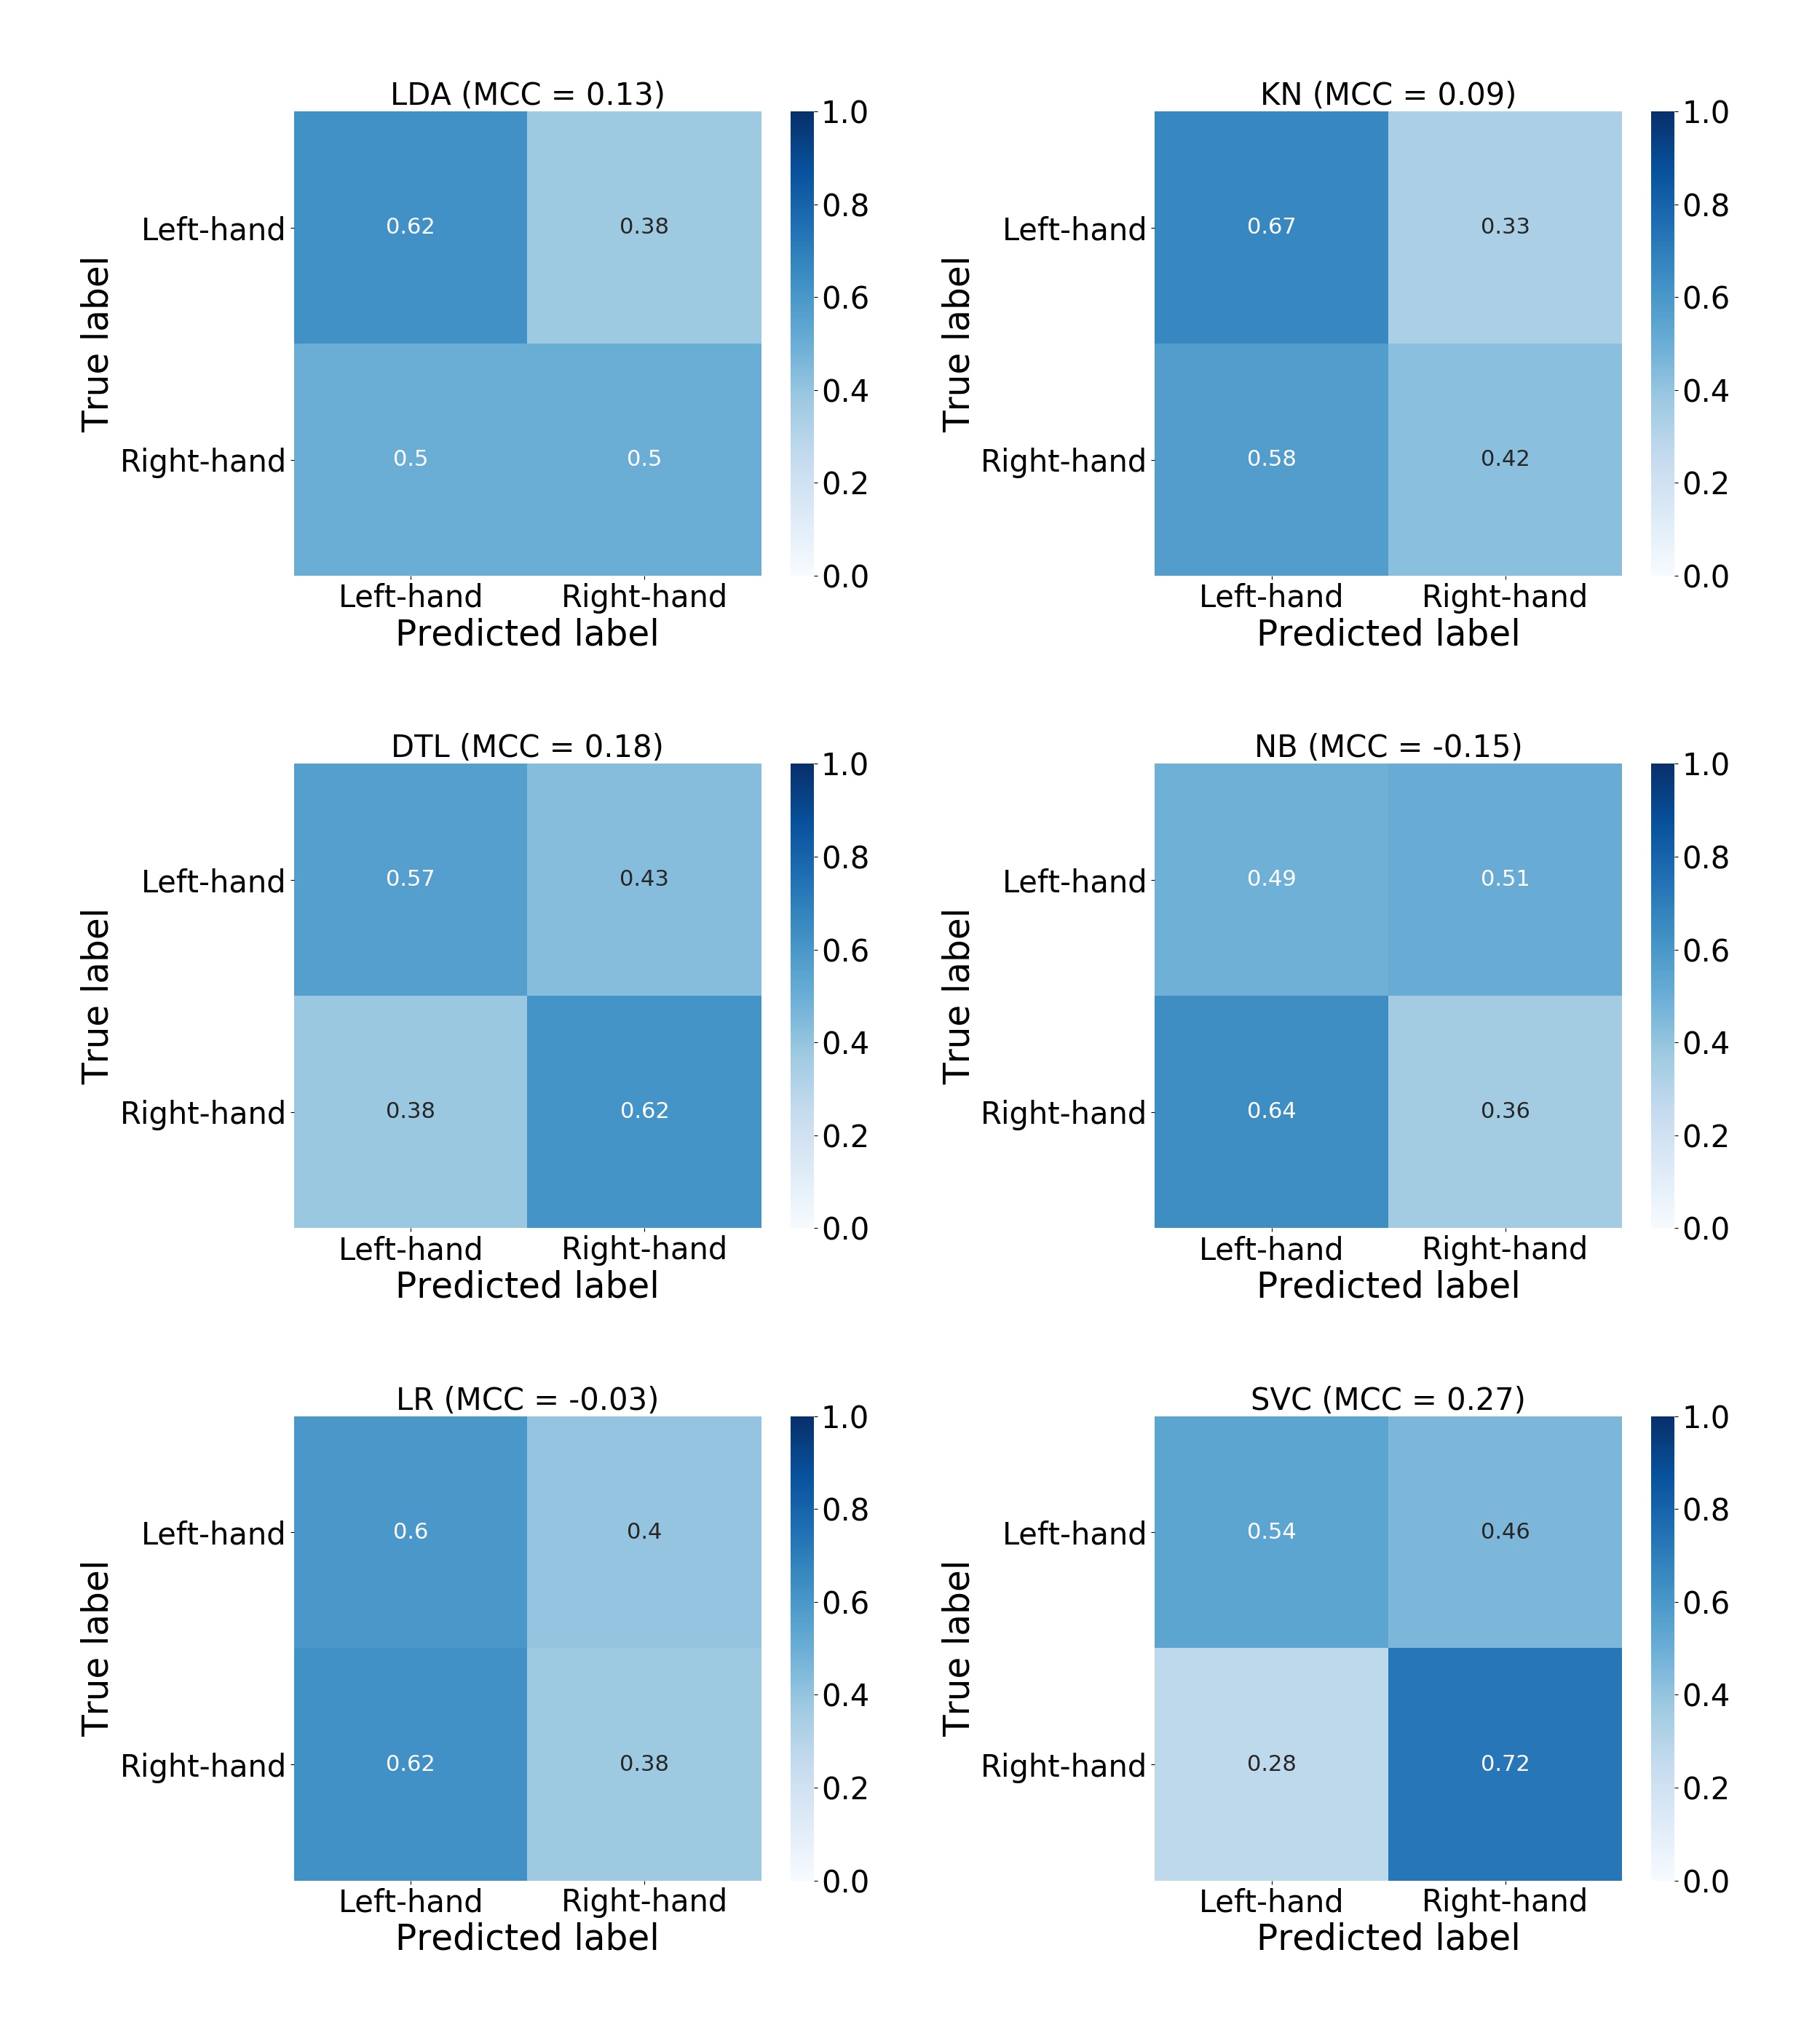 LDA (MCC = 0.13)
1.0
0.8
0.6
0.4
0.2
0.0
True label
Left-hand
0.62 0.38
Right-hand
0.5 0.5
Left-hand Right-hand
Predicted label
KN (MCC = 0.09)
1.0
0.8
0.6
0.4
0.2
0.0
True label
Left-hand
0.67 0.33
Right-hand
0.58 0.42
Left-hand Right-hand
Predicted label
DTL (MCC = 0.18)
1.0
0.8
0.6
0.4
0.2
0.0
True label
Left-hand
0.57 0.43
Right-hand
0.38 0.62
Left-hand Right-hand
Predicted label
NB (MCC = -0.15)
1.0
0.8
0.6
0.4
0.2
0.0
True label
Left-hand
0.49 0.51
Right-hand
0.64 0.36
Left-hand Right-hand
Predicted label
LR (MCC = -0.03)
1.0
0.8
0.6
0.4
0.2
0.0
True label
Left-hand
0.6 0.4
Right-hand
0.62 0.38
Left-hand Right-hand
Predicted label
SVC (MCC = 0.27)
1.0
0.8
0.6
0.4
0.2
0.0
True label
Left-hand
0.54 0.46
Right-hand
0.28 0.72
Left-hand Right-hand
Predicted label